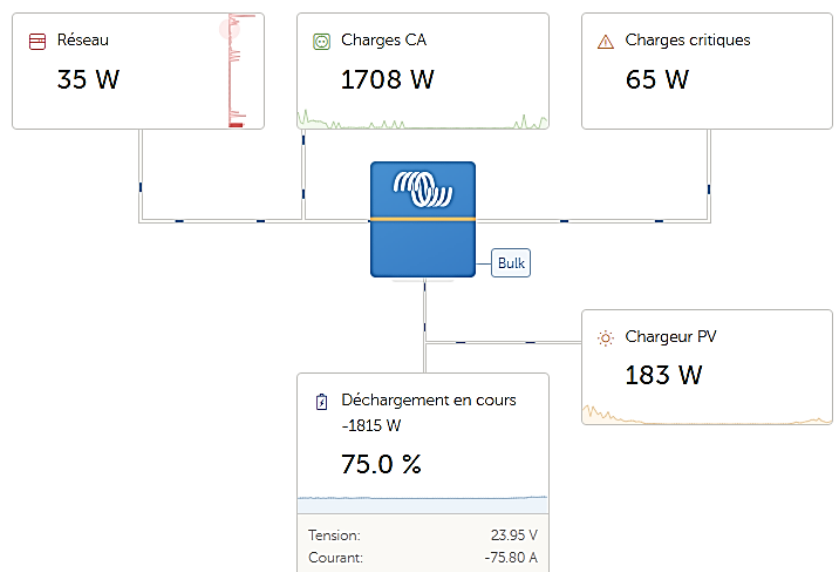 Réseau
35 W
Charges CA
1708 W
Charges critiques
65 W
Bulk
Chargeur PV
183 W
Déchargement en cours
-1815 W
75.0 %
Tension: 23.95 V
Courant: -75.80 A